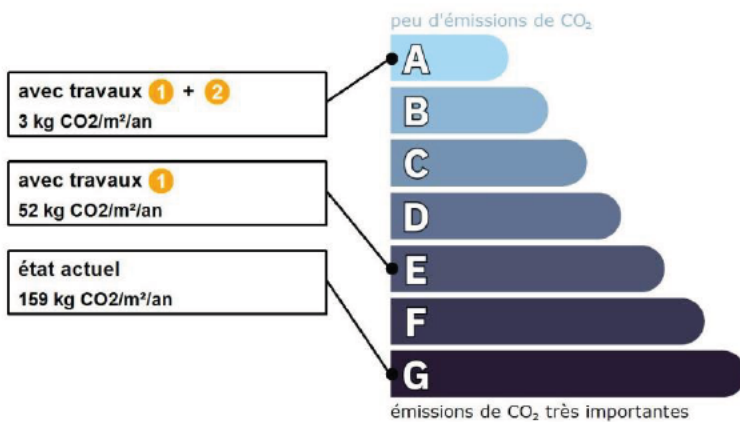 peu d'émissions de CO₂
A
avec travaux 1 + 2
3 kg CO2/m²/an
B
C
avec travaux 1
52 kg CO2/m²/an
D
E
état actuel
159 kg CO2/m²/an
F
G
émissions de CO₂ très importantes